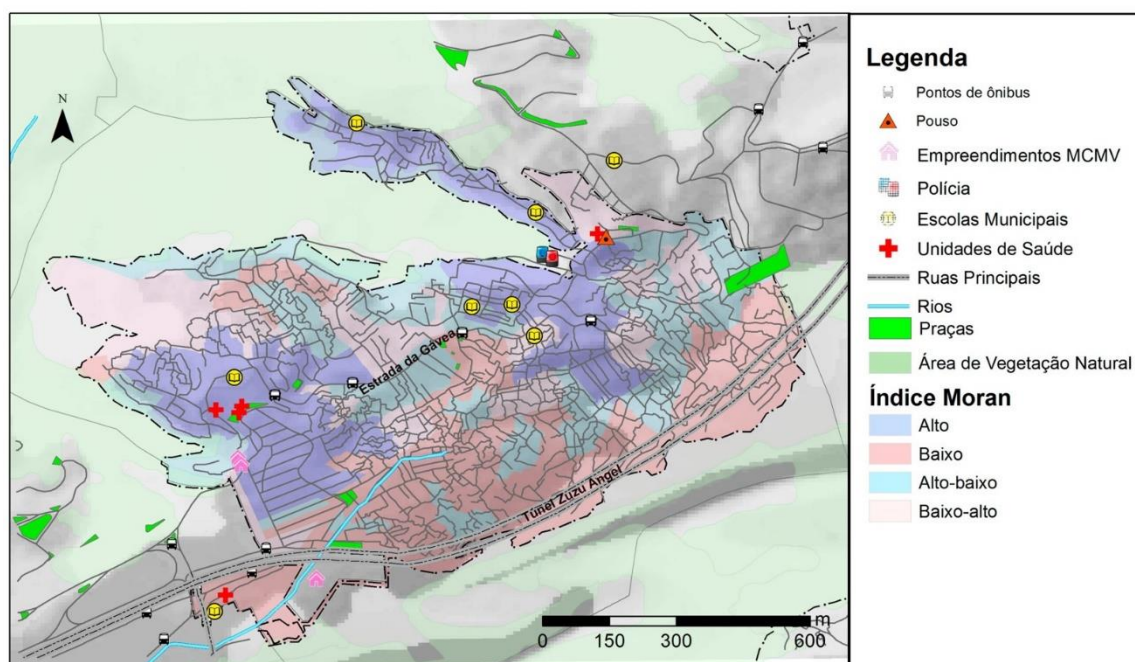 N
Estrada da Gávea
Túnel Zuzu Angel
m
0 150 300 600
Legenda
Pontos de ônibus
Pouso
Empreendimentos MCMV
Polícia
Escolas Municipais
Unidades de Saúde
Ruas Principais
Rios
Praças
Área de Vegetação Natural
Índice Moran
Alto
Baixo
Alto-baixo
Baixo-alto